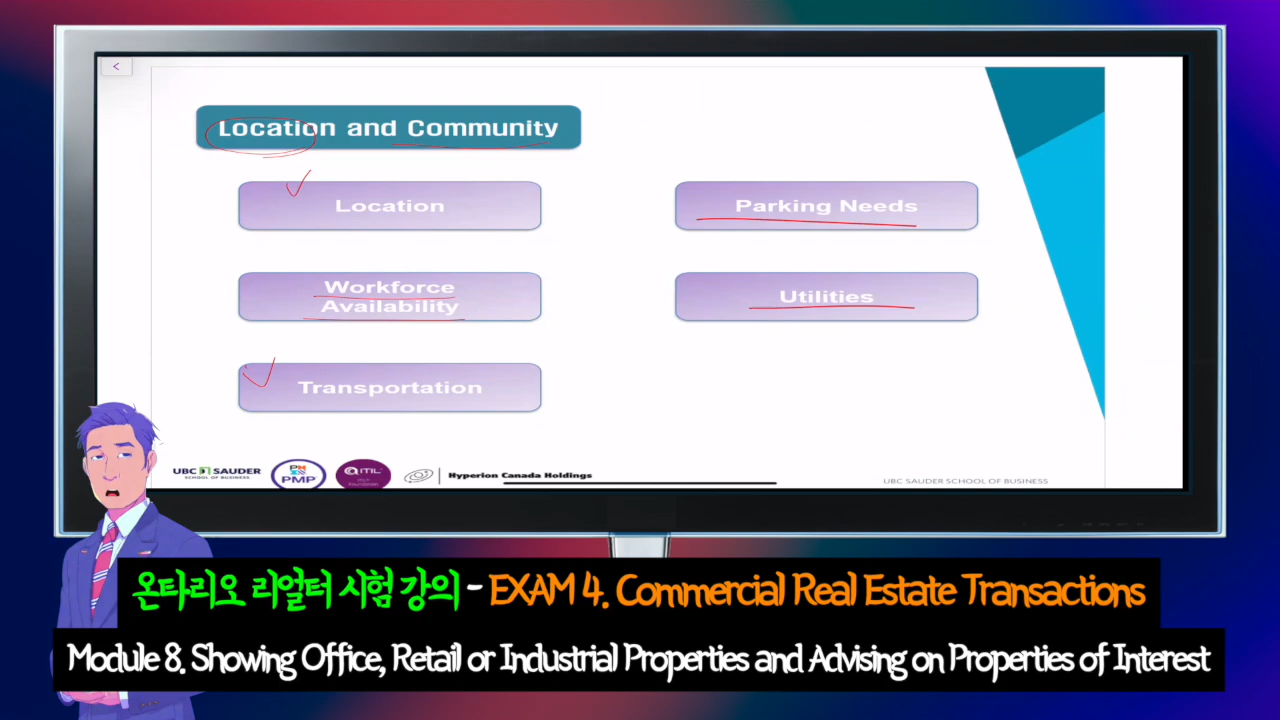 <
Location and Community
Location
Parking Needs
Workforce
Availability
Utilities
Transportation
UBC SAUDER
SCHOOL OF BUSINESS
PMP
ITIL
Hyperion Canada Holdings
UBC SAUDER SCHOOL OF BUSINESS
온타리오 리얼터 시험 강의 - EXAM 4. Commercial Real Estate Transactions
Module 8. Showing Office, Retail or Industrial Properties and Advising on Properties of Interest